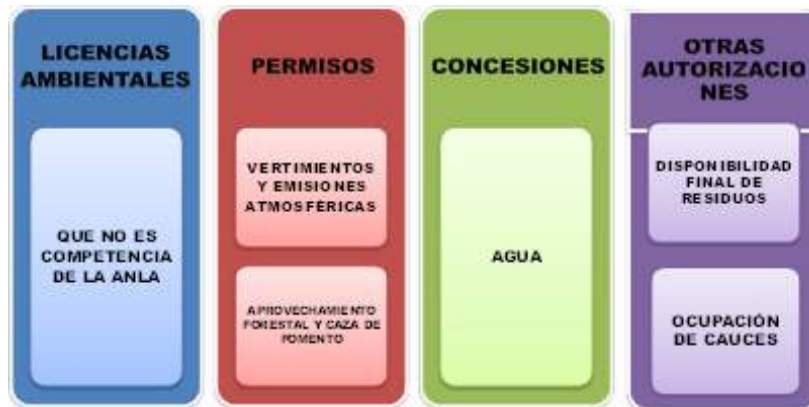 LICENCIAS
AMBIENTALES
QUE NO ES
COMPETENCIA
DE LA ANLA
PERMISOS
VERTIMIENTOS
Y EMISIONES
ATMOSFÉRICAS
APROVECHAMIENTO
FORESTAL Y CAZA DE
FOMENTO
CONCESIONES
AGUA
OTRAS
AUTORIZACIO
NES
DISPONIBILIDAD
FINAL DE
RESIDUOS
OCUPACIÓN
DE CAUCES